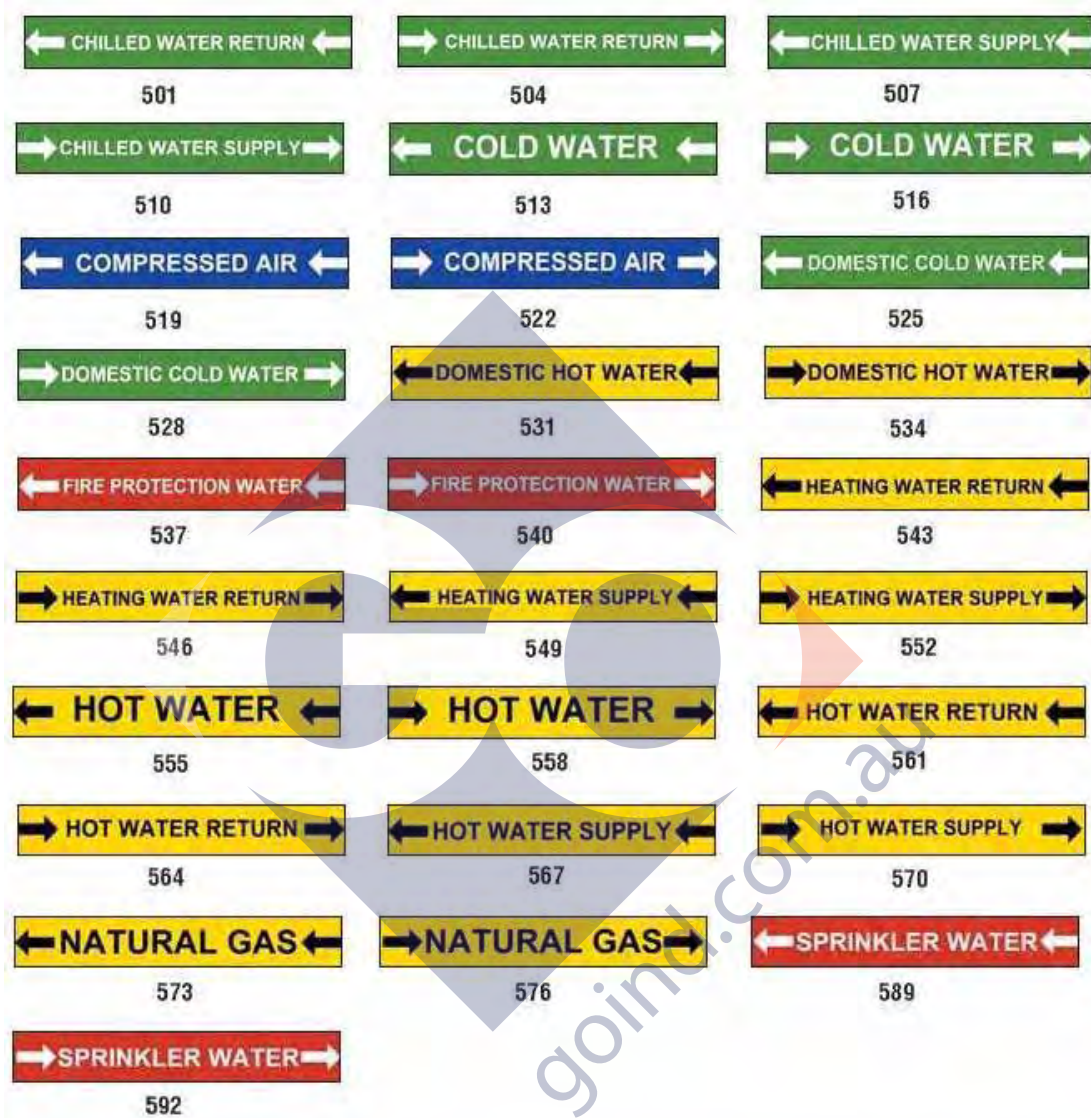 CHILLED WATER RETURN CHILLED WATER RETURN CHILLED WATER SUPPLY
501 504 507
CHILLED WATER SUPPLY COLD WATER COLD WATER
510 513 516
COMPRESSED AIR COMPRESSED AIR DOMESTIC COLD WATER
519 522 525
DOMESTIC COLD WATER DOMESTIC HOT WATER DOMESTIC HOT WATER
528 531 534
FIRE PROTECTION WATER FIRE PROTECTION WATER HEATING WATER RETURN
537 540 543
HEATING WATER RETURN HEATING WATER SUPPLY HEATING WATER SUPPLY
546 549 552
HOT WATER HOT WATER HOT WATER RETURN
555 558 561
HOT WATER RETURN HOT WATER SUPPLY HOT WATER SUPPLY
564 567 570
NATURAL GAS NATURAL GAS SPRINKLER WATER
573 576 589
SPRINKLER WATER
592
goind.com.au